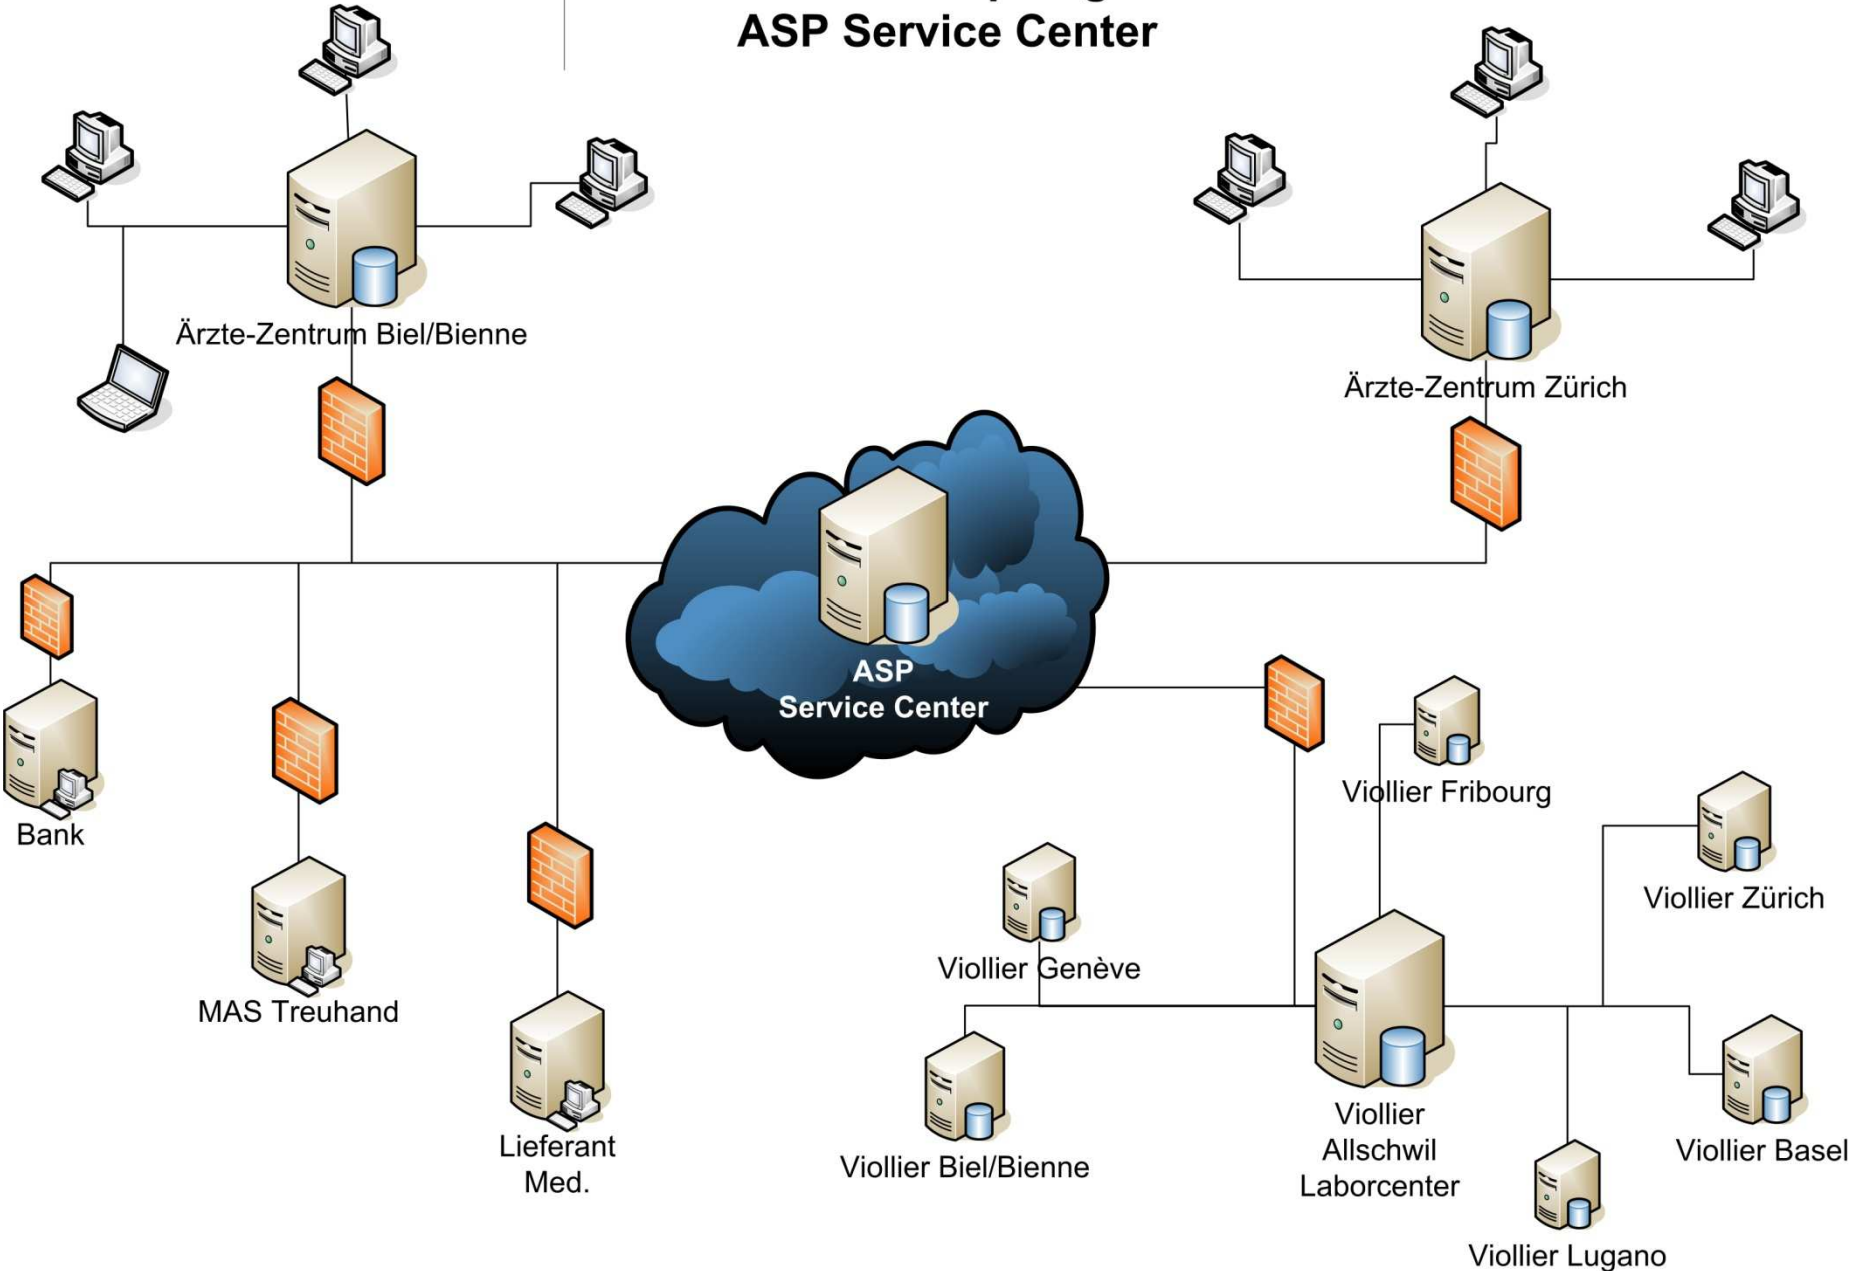 ASP Service Center
Ärzte-Zentrum Biel/Bienne
Ärzte-Zentrum Zürich
ASP
Service Center
Bank
MAS Treuhand
Lieferant
Med.
Viollier Fribourg
Viollier Zürich
Viollier Genève
Viollier Biel/Bienne
Viollier
Allschwil
Laborcenter
Viollier Basel
Viollier Lugano